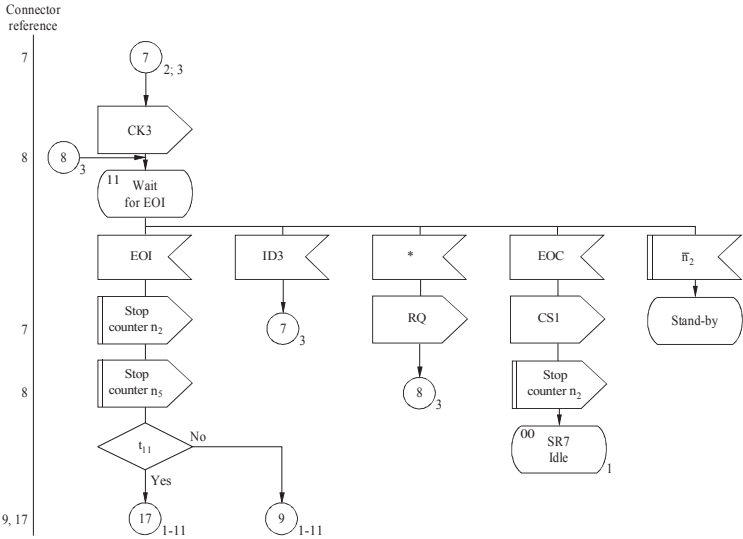 Connector
reference
7
7
2; 3
CK3
8
8
3
11
Wait
for EOI
EOI
ID3
*
EOC
n̅₂
Stop
counter n₂
7
3
RQ
CS1
Stand-by
7
Stop
counter n₅
8
3
Stop
counter n₂
8
t₁₁
No
Yes
00
SR7
Idle
1
9, 17
17
1-11
9
1-11